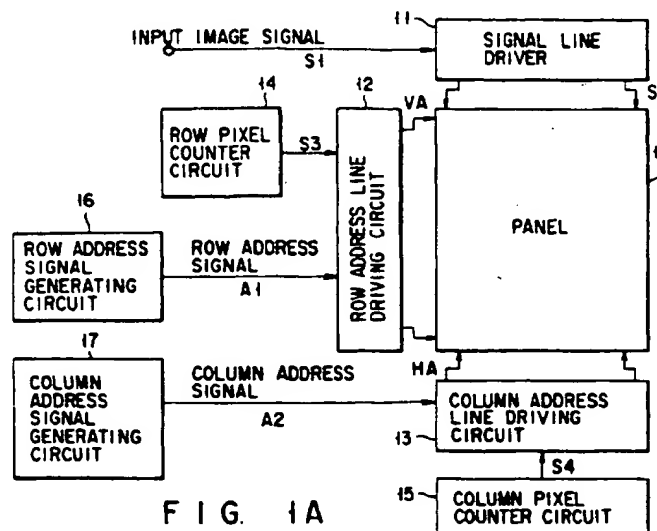 11
INPUT IMAGE SIGNAL
S1
SIGNAL LINE
DRIVER
14
12
VA
S
ROW PIXEL
COUNTER
CIRCUIT
S3
ROW ADDRESS LINE
DRIVING CIRCUIT
PANEL
16
ROW ADDRESS
SIGNAL
GENERATING
CIRCUIT
ROW ADDRESS
SIGNAL
A1
17
COLUMN
ADDRESS
SIGNAL
GENERATING
CIRCUIT
COLUMN ADDRESS
SIGNAL
A2
HA
COLUMN ADDRESS
LINE DRIVING
CIRCUIT
13
S4
15
COLUMN PIXEL
COUNTER CIRCUIT
FIG. 1A